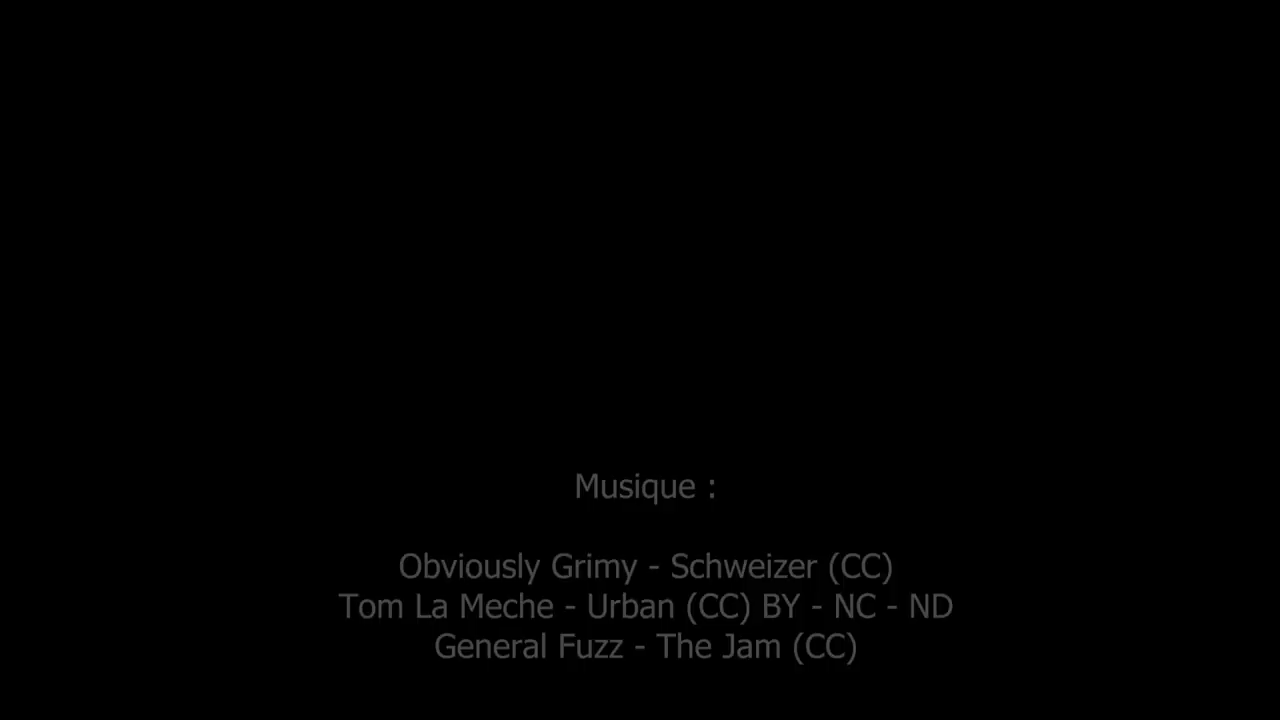 Musique :
Obviously Grimy - Schweizer (CC)
Tom La Meche - Urban (CC) BY - NC - ND
General Fuzz - The Jam (CC)